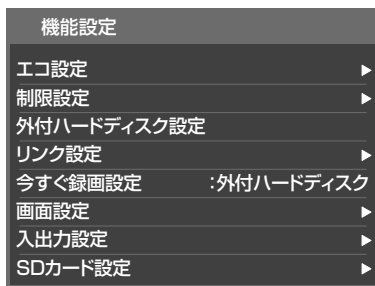 機能設定
エコ設定
制限設定
外付ハードディスク設定
リンク設定
今すぐ録画設定 :外付ハードディスク
画面設定
入出力設定
SDカード設定